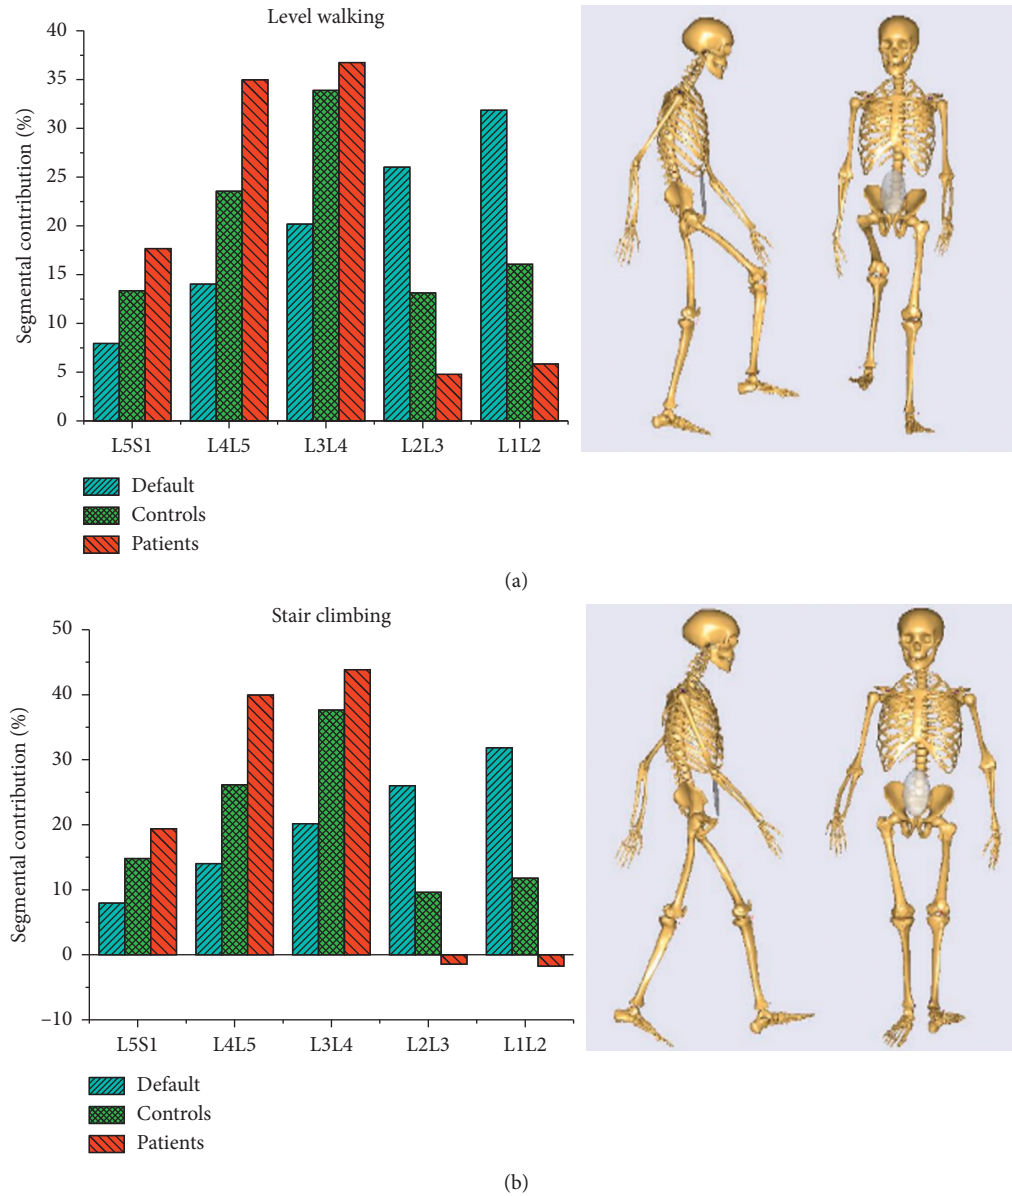 Level walking
Segmental contribution (%)
40
35
30
25
20
15
10
5
0
L5S1 L4L5 L3L4 L2L3 L1L2
Default
Controls
Patients
(a)
Stair climbing
Segmental contribution (%)
50
40
30
20
10
0
−10
L5S1 L4L5 L3L4 L2L3 L1L2
Default
Controls
Patients
(b)